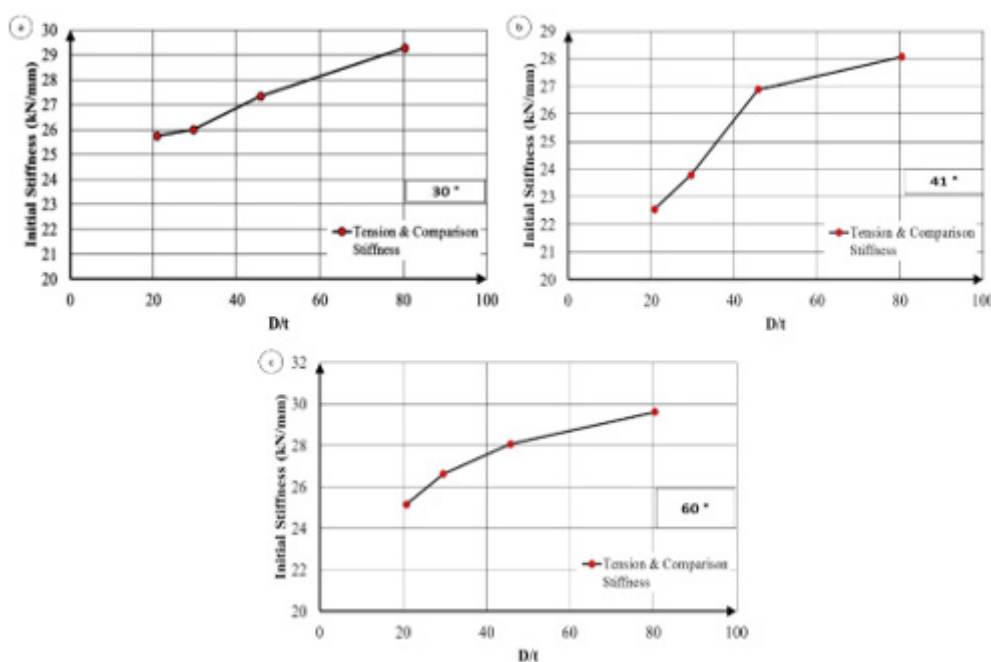 a
Initial Stiffness (kN/mm)
30
29
28
27
26
25
24
23
22
21
20
30 °
Tension & Comparison
Stiffness
0 20 40 60 80 100
D/t
b
Initial Stiffness (kN/mm)
29
28
27
26
25
24
23
22
21
20
41 °
Tension & Comparison
Stiffness
0 20 40 60 80 100
D/t
c
Initial Stiffness (kN/mm)
32
30
28
26
24
22
20
60 °
Tension & Comparison
Stiffness
0 20 40 60 80 100
D/t